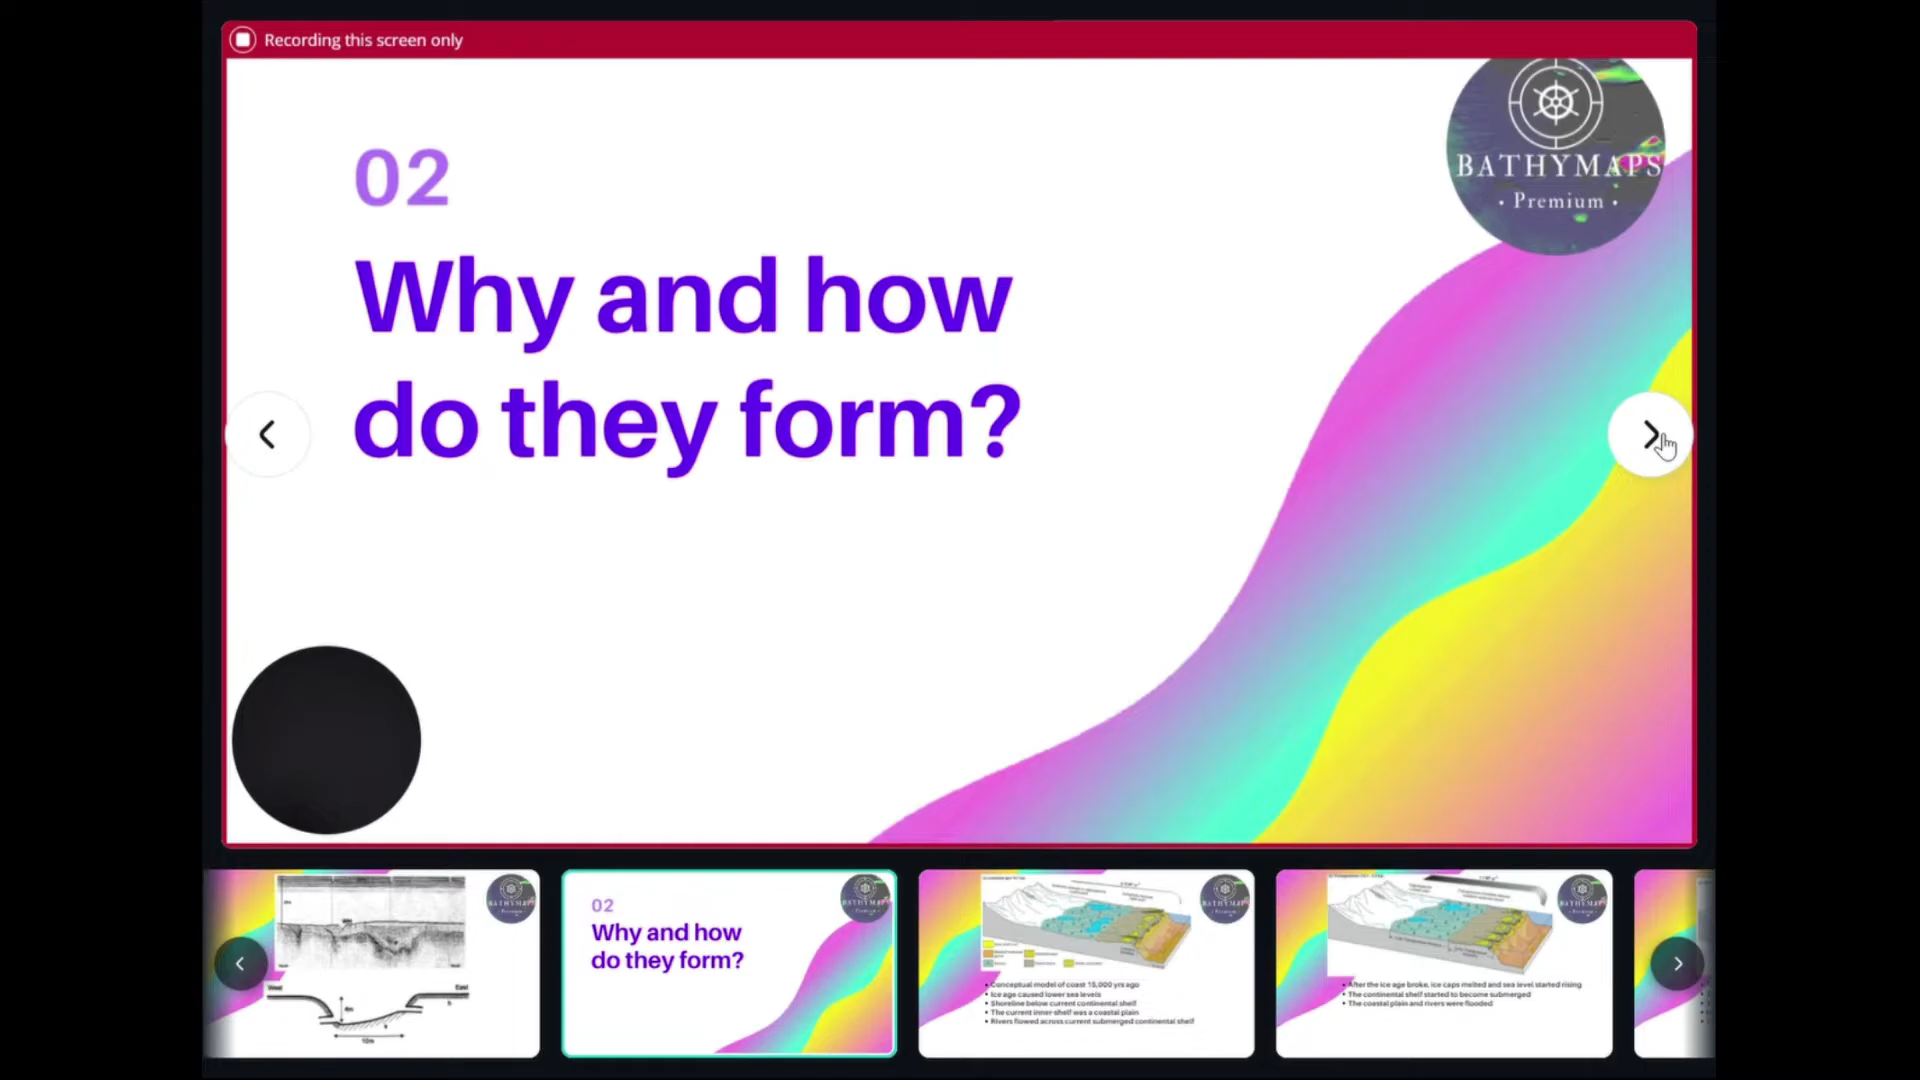 Recording this screen only
BATHYMAPS
• Premium •
02
Why and how
do they form?
West
East
4m
12m
02
Why and how
do they form?
• Conceptual model of coast 15,000 yrs ago
• Ice age caused lower sea levels
• Shoreline below current continental shelf
• The current inner-shelf was a coastal plain
• Rivers flowed across current submerged continental shelf
• After the ice age broke, ice caps melted and sea level started rising
• The continental shelf started to become submerged
• The coastal plain and rivers were flooded